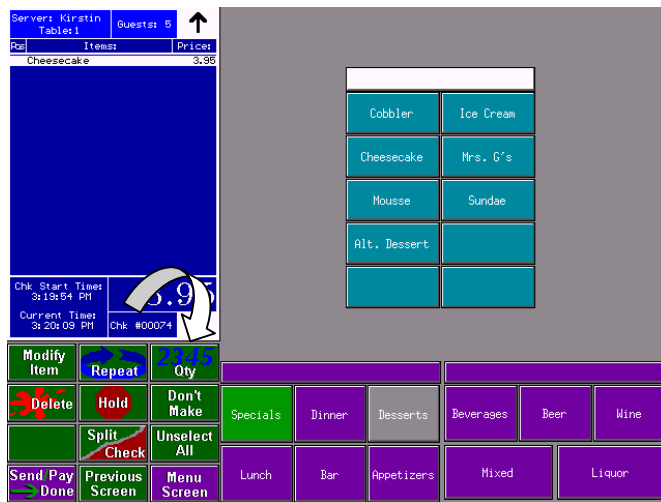 Server: Kirstin
Table:1
Guests: 5
Pos Items: Price:
Cheesecake 3.95
Chk Start Time:
3:19:54 PM
Current Time:
3:20:09 PM
Chk #00074
Cobbler Ice Cream
Cheesecake Mrs. G's
Mousse Sundae
Alt. Dessert
Modify
Item
Repeat
2345
Qty
Delete
Hold
Don't
Make
Split
Check
Unselect
All
Send/Pay
Done
Previous
Screen
Menu
Screen
Specials Dinner Desserts Beverages Beer Wine
Lunch Bar Appetizers Mixed Liquor